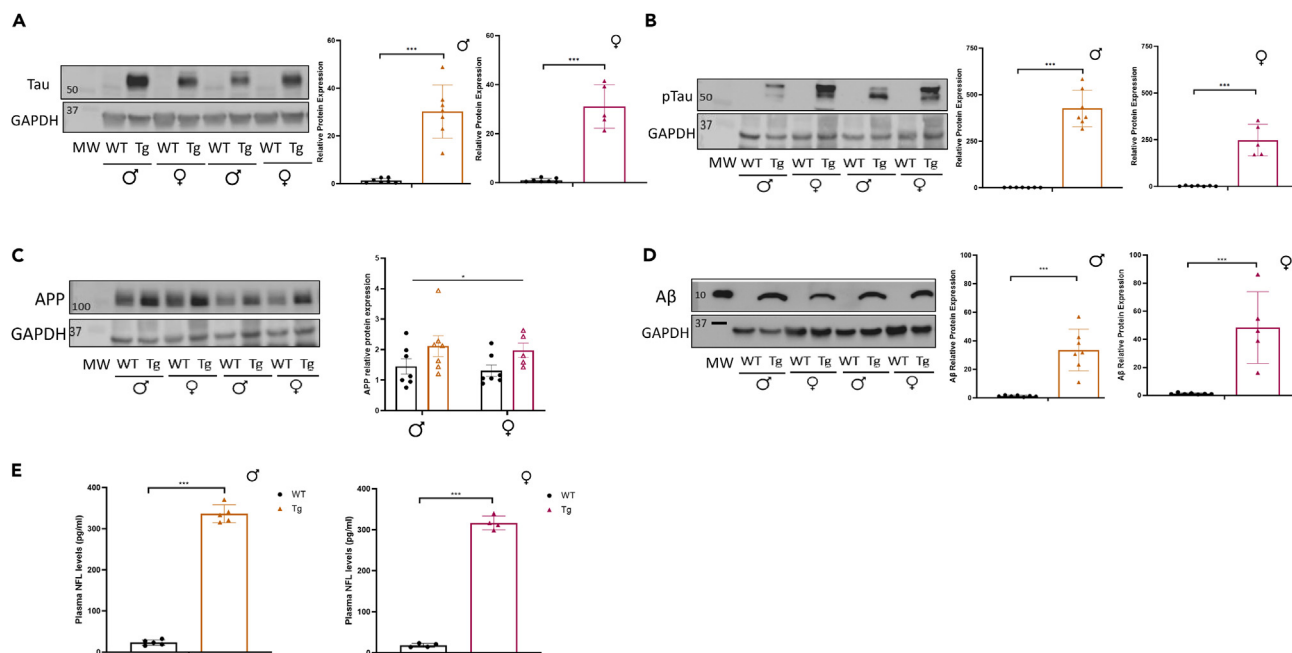 A
Tau
50
37
GAPDH
MW WT Tg WT Tg WT Tg WT Tg
♂ ♀ ♂ ♀
Relative Protein Expression
60
40
20
0
***
♂
Relative Protein Expression
60
40
20
0
***
♀
B
pTau
50
37
GAPDH
MW WT Tg WT Tg WT Tg WT Tg
♂ ♀ ♂ ♀
Relative Protein Expression
750
500
250
0
***
♂
Relative Protein Expression
750
500
250
0
***
♀
C
APP
100
37
GAPDH
MW WT Tg WT Tg WT Tg WT Tg
♂ ♀ ♂ ♀
APP relative protein expression
5
4
3
2
1
0
*
♂ ♀
D
Aβ
10
37
GAPDH
MW WT Tg WT Tg WT Tg WT Tg
♂ ♀ ♂ ♀
Aβ Relative Protein Expression
100
80
60
40
20
0
***
♂
Aβ Relative Protein Expression
100
80
60
40
20
0
***
♀
E
Plasma NFL levels (pg/ml)
400
300
200
100
0
***
♂
WT
Tg
Plasma NFL levels (pg/ml)
400
300
200
100
0
***
♀
WT
Tg